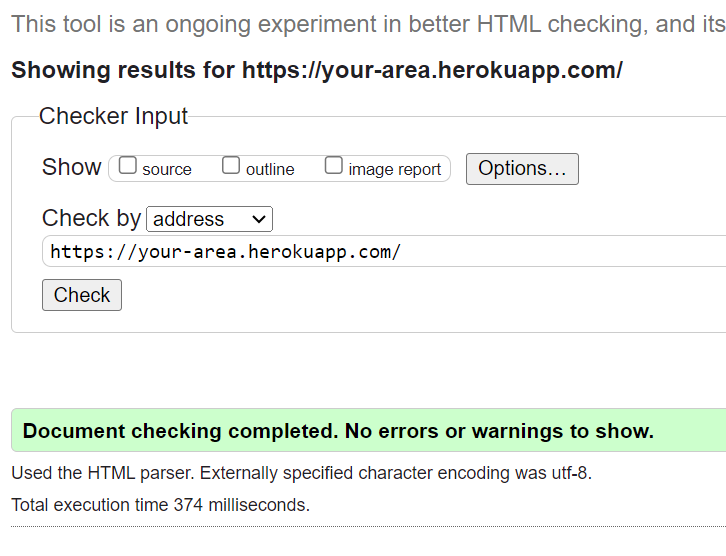 This tool is an ongoing experiment in better HTML checking, and its
Showing results for https://your-area.herokuapp.com/
Checker Input
Show source outline image report Options...
Check by address
https://your-area.herokuapp.com/
Check
Document checking completed. No errors or warnings to show.
Used the HTML parser. Externally specified character encoding was utf-8.
Total execution time 374 milliseconds.